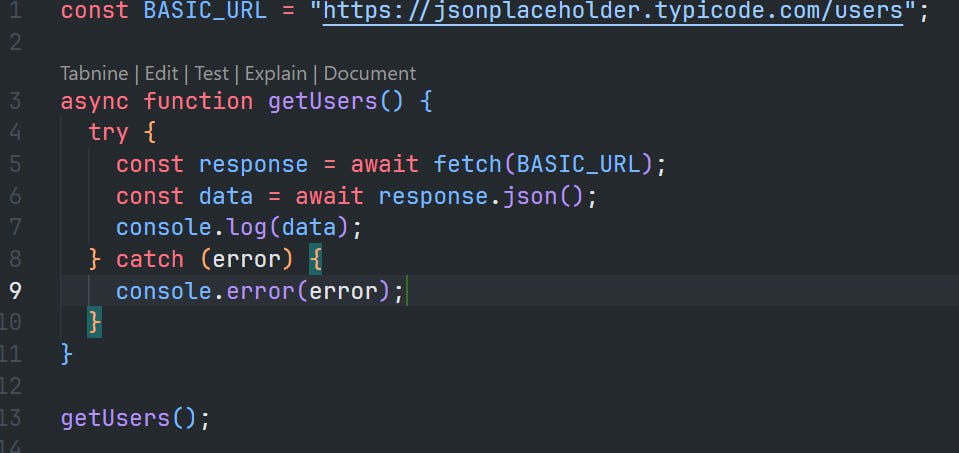 1 const BASIC_URL = "https://jsonplaceholder.typicode.com/users";
2
Tabnine | Edit | Test | Explain | Document
3 async function getUsers() {
4   try {
5     const response = await fetch(BASIC_URL);
6     const data = await response.json();
7     console.log(data);
8   } catch (error) {
9     console.error(error);
10   }
11 }
12
13 getUsers();
14